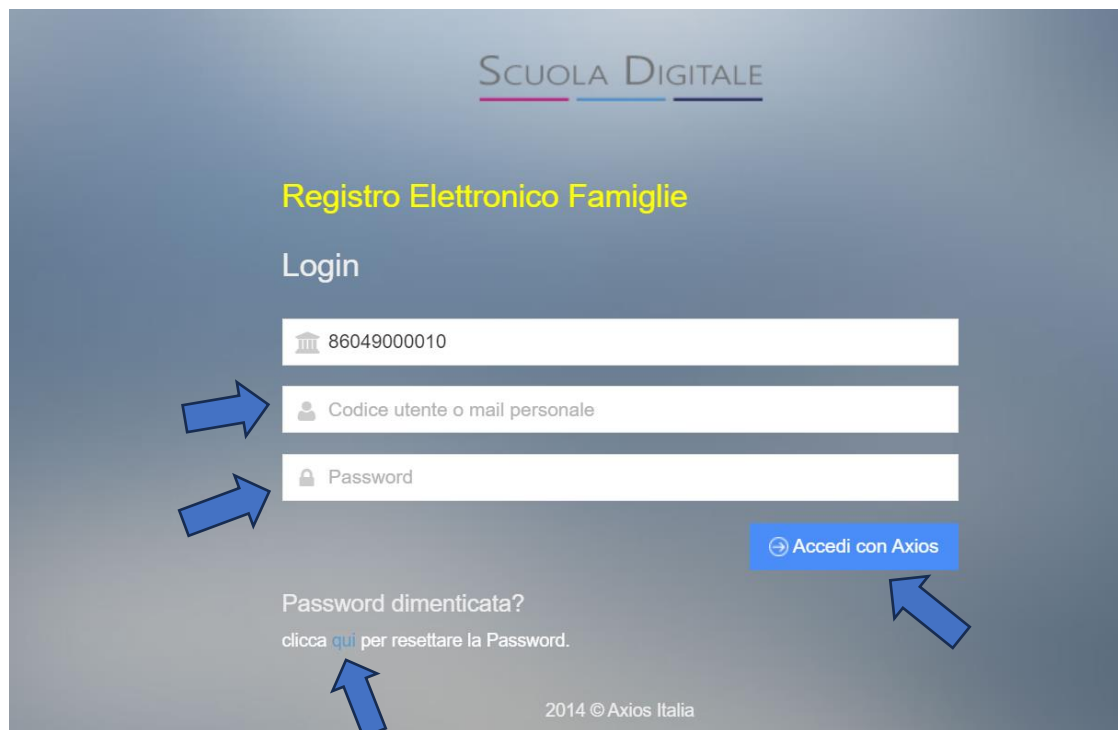 SCUOLA DIGITALE
Registro Elettronico Famiglie
Login
86049000010
Codice utente o mail personale
Password
Accedi con Axios
Password dimenticata?
clicca qui per resettare la Password.
2014 © Axios Italia